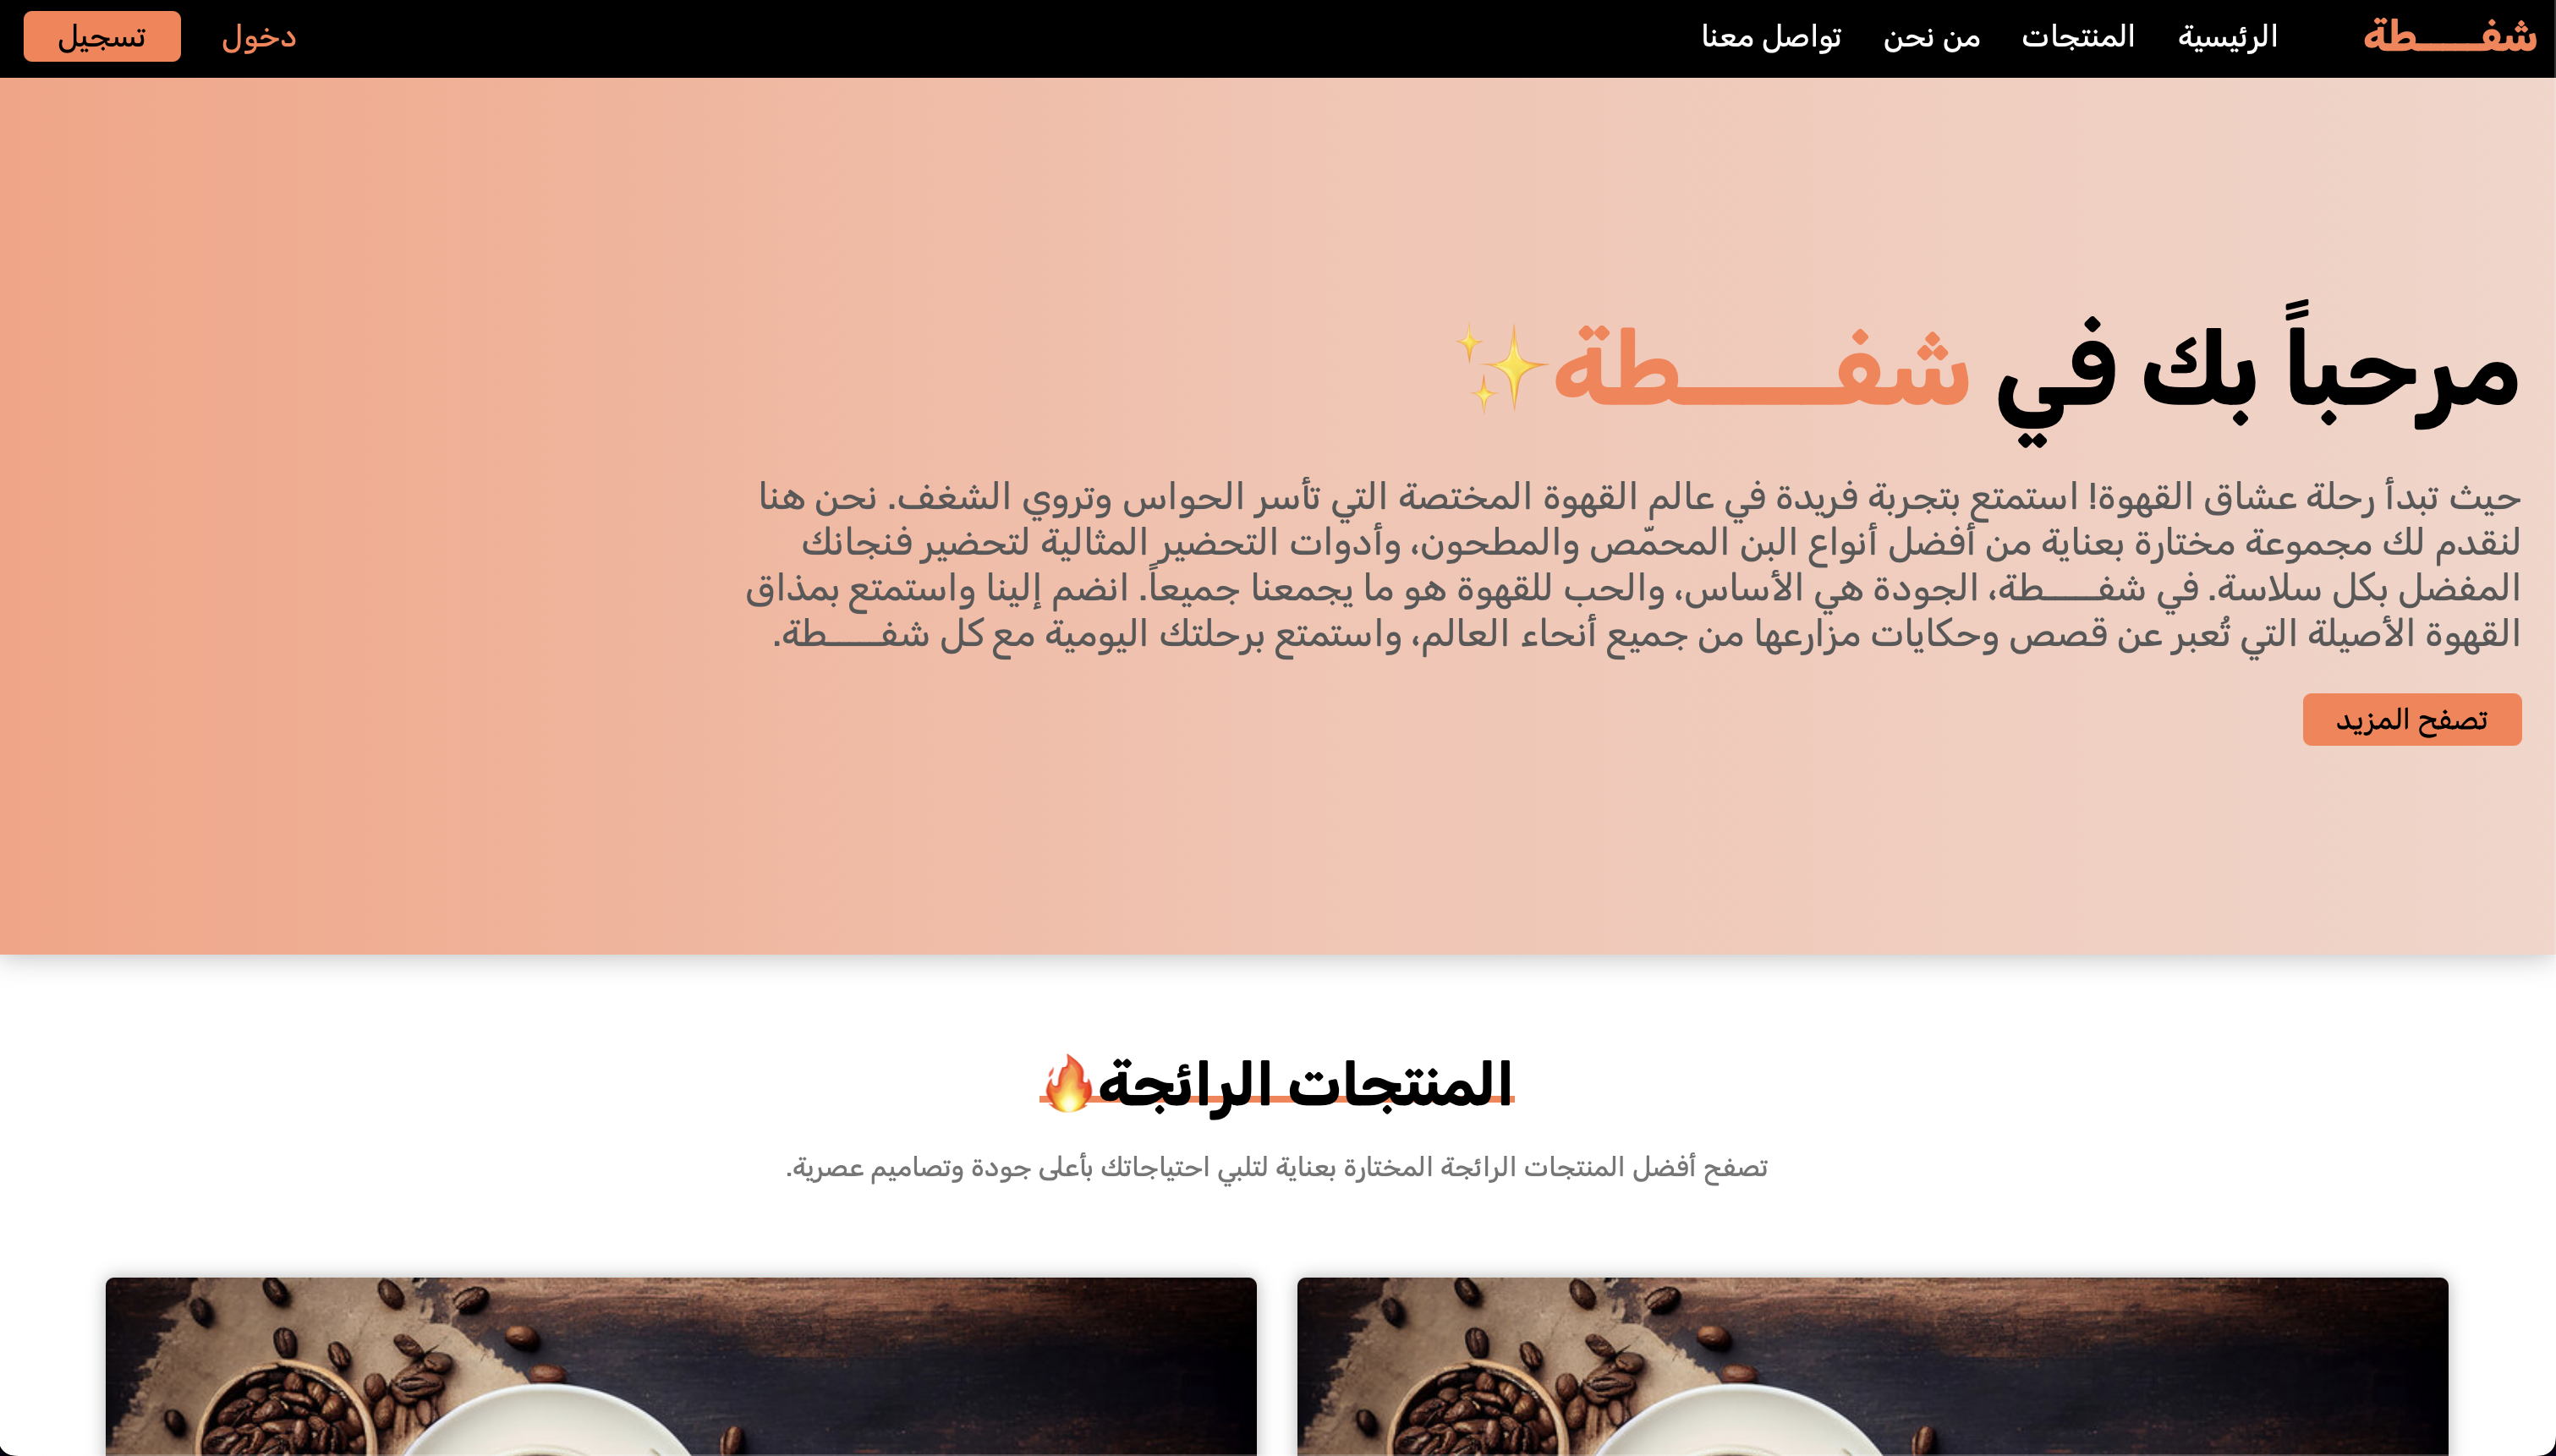 شفـــــطة
الرئيسية
المنتجات
من نحن
تواصل معنا
دخول
تسجيل
مرحباً بك في شفـــــطة✨
حيث تبدأ رحلة عشاق القهوة! استمتع بتجربة فريدة في عالم القهوة المختصة التي تأسر الحواس وتروي الشغف. نحن هنا
لنقدم لك مجموعة مختارة بعناية من أفضل أنواع البن المحمّص والمطحون، وأدوات التحضير المثالية لتحضير فنجانك
المفضل بكل سلاسة. في شفـــــطة، الجودة هي الأساس، والحب للقهوة هو ما يجمعنا جميعاً. انضم إلينا واستمتع بمذاق
القهوة الأصيلة التي تُعبر عن قصص وحكايات مزارعها من جميع أنحاء العالم، واستمتع برحلتك اليومية مع كل شفـــــطة.
تصفح المزيد
المنتجات الرائجة🔥
تصفح أفضل المنتجات الرائجة المختارة بعناية لتلبي احتياجاتك بأعلى جودة وتصاميم عصرية.